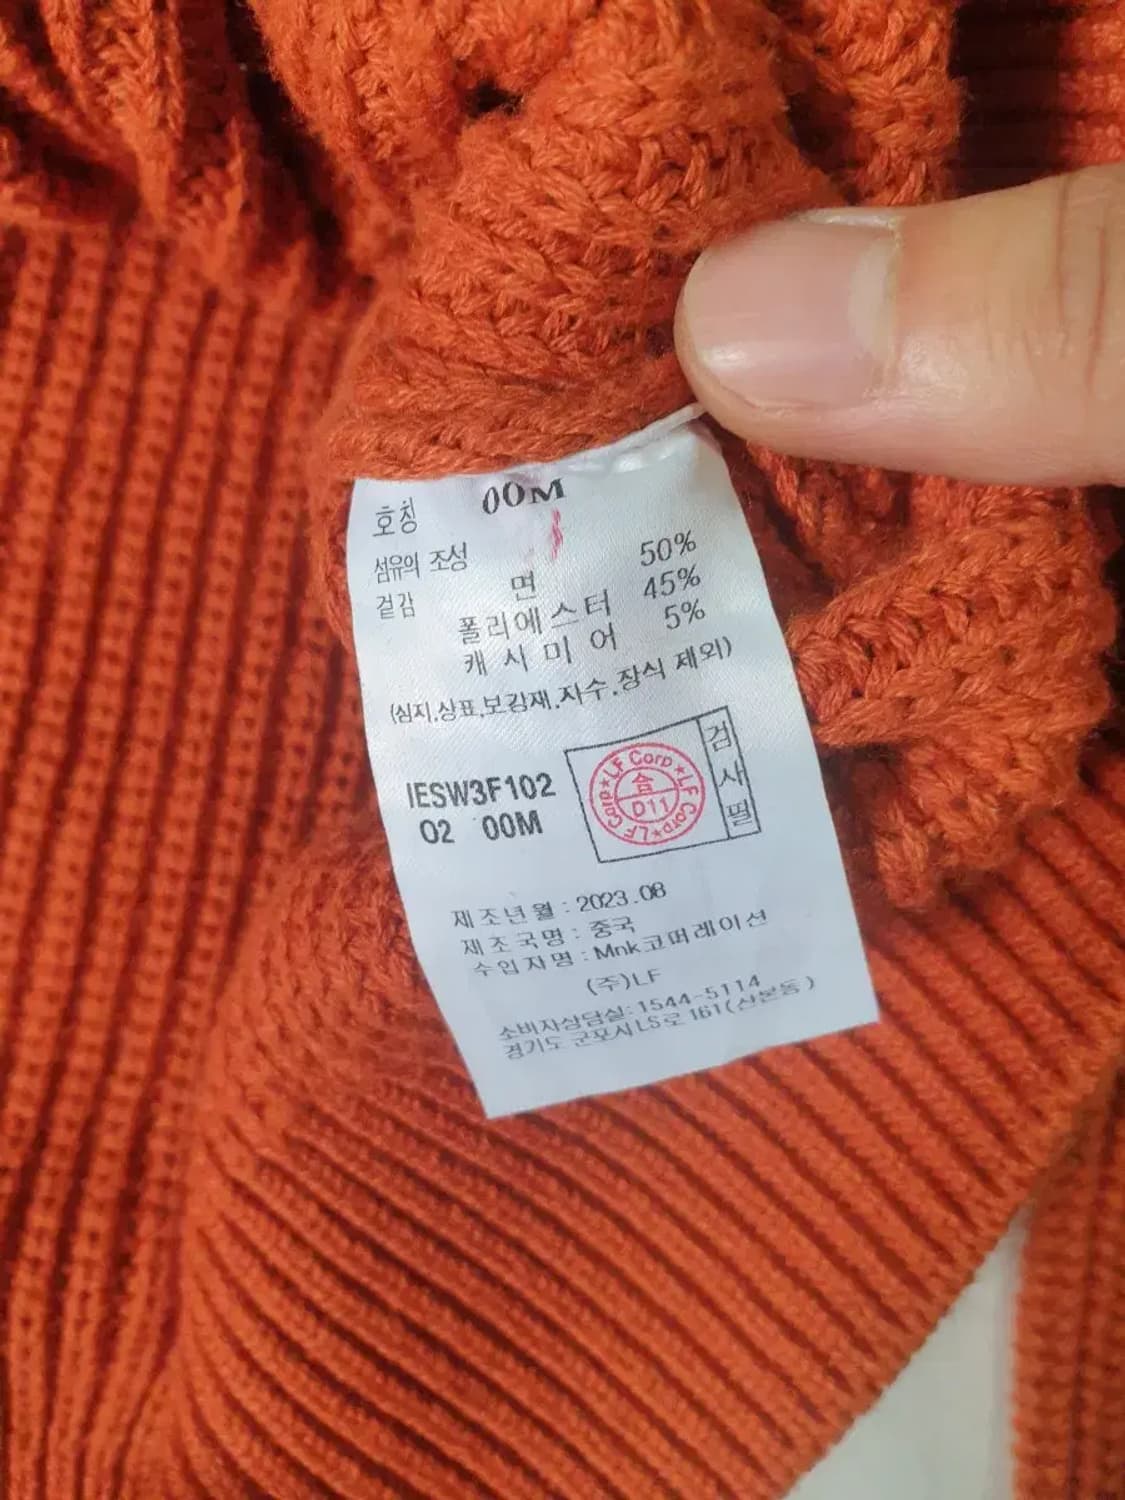 호칭 00M
섬유의 조성
겉감 면 50%
폴리에스터 45%
캐시미어 5%
(심지,상표,보강재,자수,장식 제외)
IESW3F102
02 00M
LF Corp ★ LF Corp ★ LF Corp ★
合
D11
검사필
제조년월 : 2023.08
제조국명 : 중국
수입자명 : Mnk코퍼레이션
(주)LF
소비자상담실:1544-5114
경기도 군포시LS로 161(산본동)